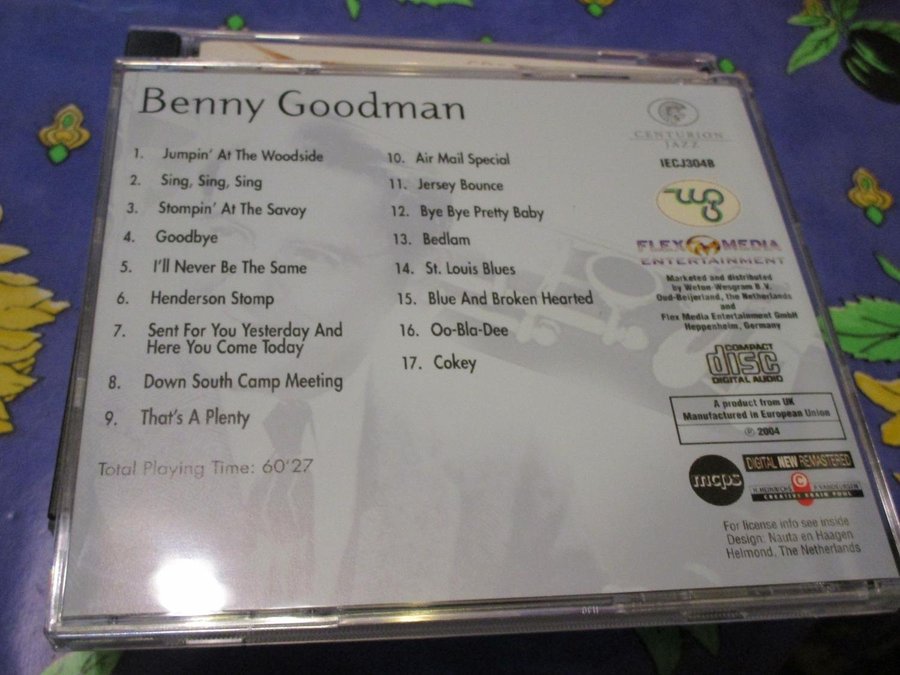 Benny Goodman
1. Jumpin' At The Woodside
2. Sing, Sing, Sing
3. Stompin' At The Savoy
4. Goodbye
5. I'll Never Be The Same
6. Henderson Stomp
7. Sent For You Yesterday And
Here You Come Today
8. Down South Camp Meeting
9. That's A Plenty
Total Playing Time: 60'27
10. Air Mail Special
11. Jersey Bounce
12. Bye Bye Pretty Baby
13. Bedlam
14. St. Louis Blues
15. Blue And Broken Hearted
16. Oo-Bla-Dee
17. Cokey
CENTURION
JAZZ
IECJ3048
FLEX MEDIA
ENTERTAINMENT
Marketed and distributed
by Weton-Wesgram B.V.
Oud-Beijerland, the Netherlands
and
Flex Media Entertainment GmbH
Heppenheim, Germany
COMPACT
disc
DIGITAL AUDIO
A product from UK
Manufactured in European Union
℗ 2004
mcps
DIGITAL NEW REMASTERED
CREATIVE BRAIN POOL
For license info see inside
Design: Nauta en Haagen
Helmond, The Netherlands